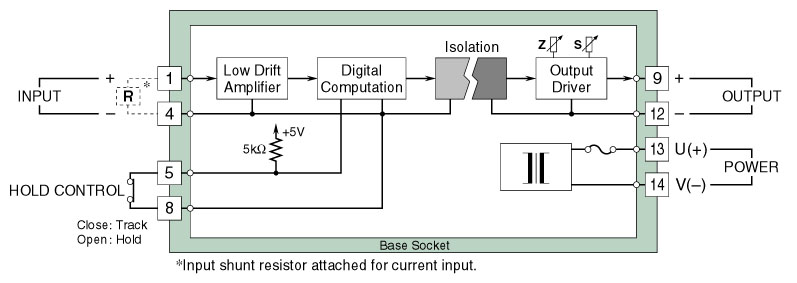 Isolation
Z S
INPUT + 1 Low Drift Amplifier Digital Computation Output Driver 9 + OUTPUT
R *
− 4 12 −
+5V
5kΩ
13 U(+)
POWER
14 V(−)
5
HOLD CONTROL
8
Close: Track
Open: Hold
Base Socket
*Input shunt resistor attached for current input.